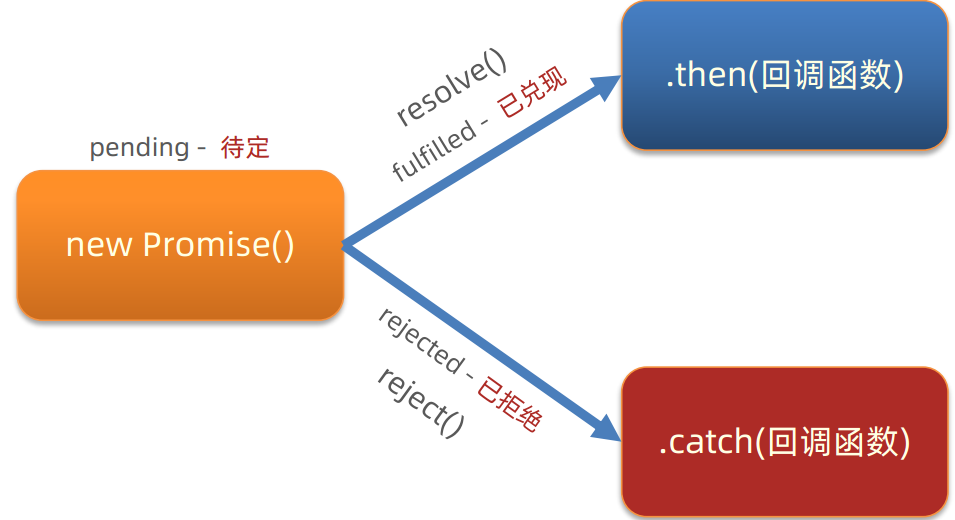 pending - 待定
new Promise()
resolve()
fulfilled - 已兑现
.then(回调函数)
rejected - 已拒绝
reject()
.catch(回调函数)